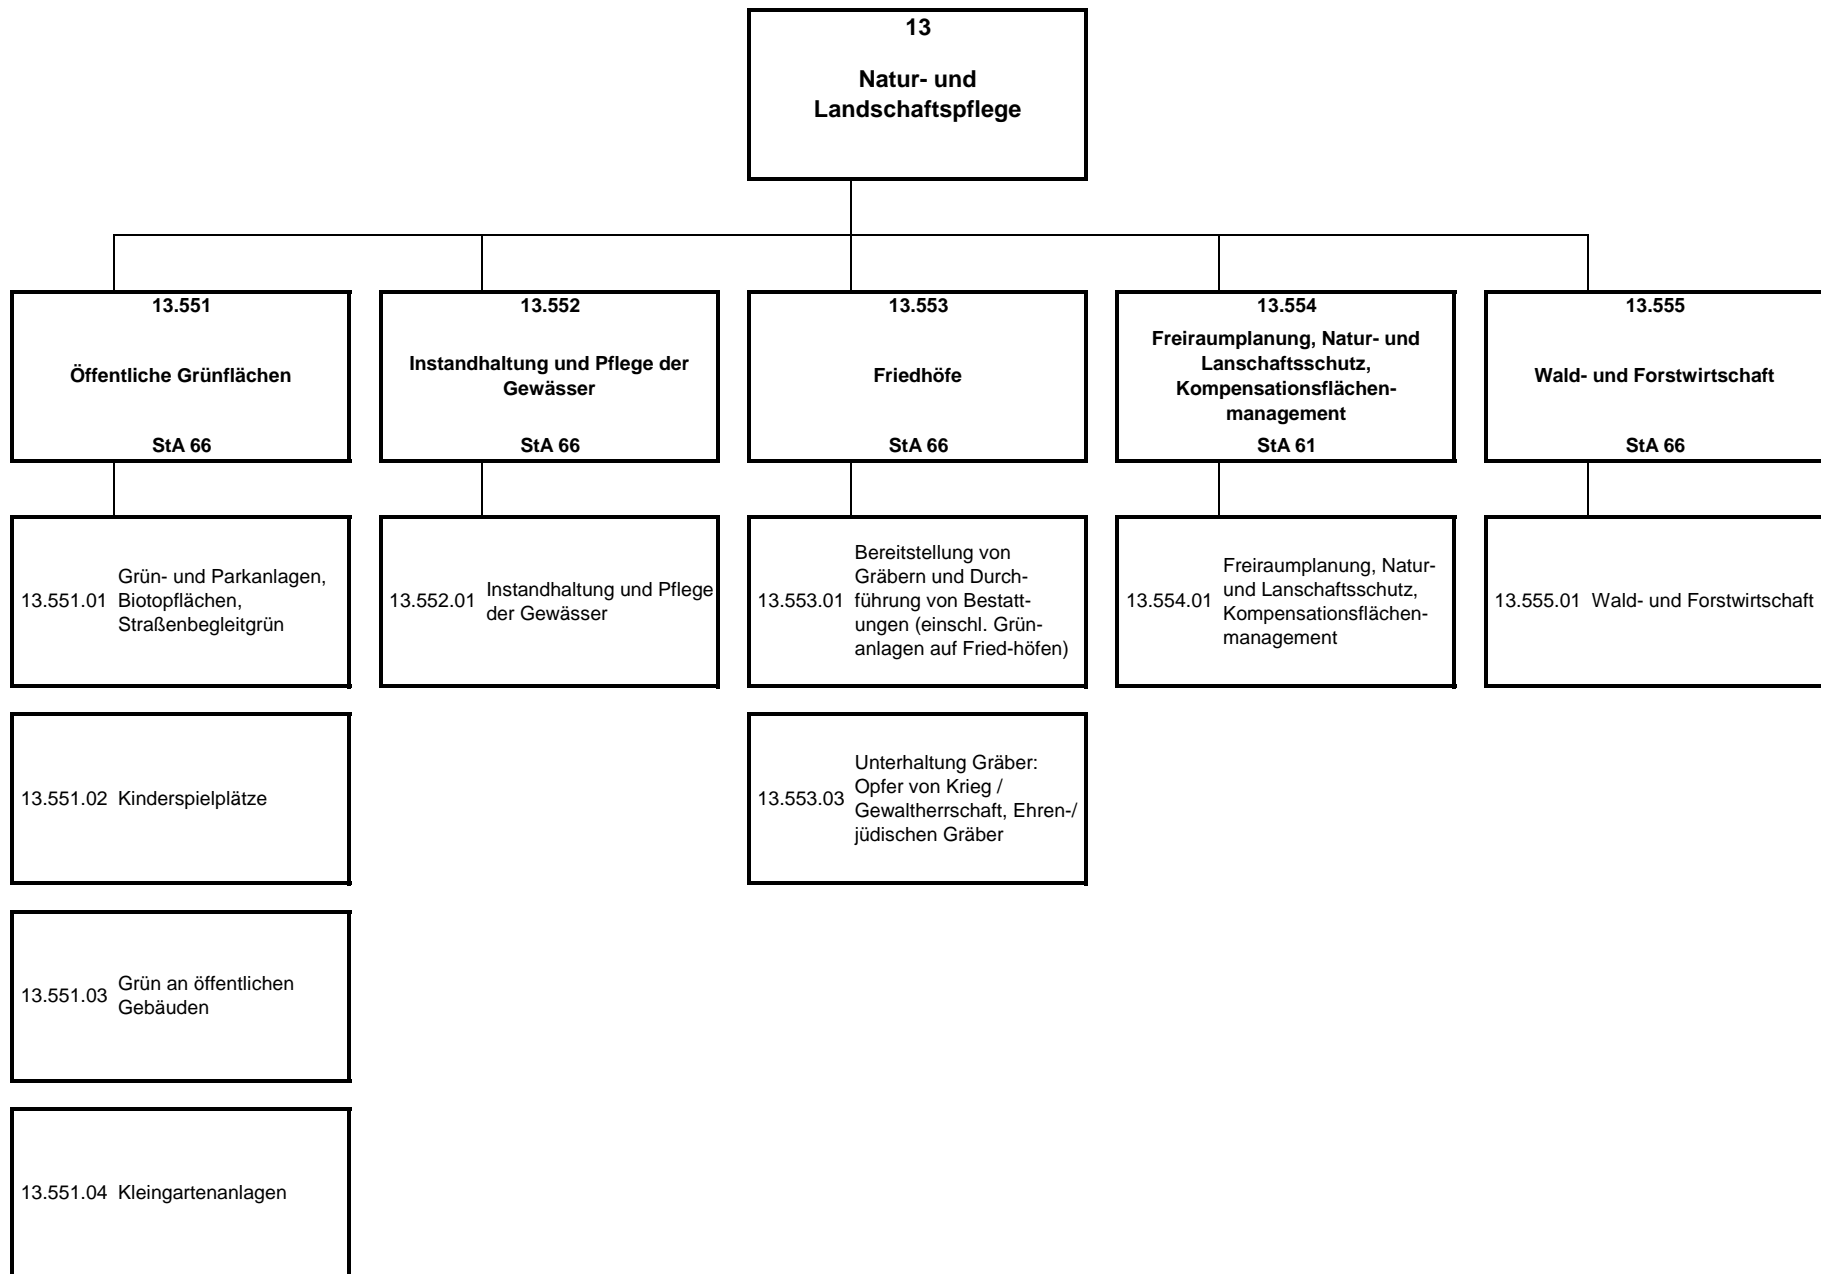 13
Natur- und
Landschaftspflege
13.551
Öffentliche Grünflächen
StA 66
13.552
Instandhaltung und Pflege der
Gewässer
StA 66
13.553
Friedhöfe
StA 66
13.554
Freiraumplanung, Natur- und
Lanschaftsschutz,
Kompensationsflächen-
management
StA 61
13.555
Wald- und Forstwirtschaft
StA 66
13.551.01
Grün- und Parkanlagen,
Biotopflächen,
Straßenbegleitgrün
13.552.01
Instandhaltung und Pflege
der Gewässer
13.553.01
Bereitstellung von
Gräbern und Durch-
führung von Bestatt-
ungen (einschl. Grün-
anlagen auf Fried-höfen)
13.554.01
Freiraumplanung, Natur-
und Lanschaftsschutz,
Kompensationsflächen-
management
13.555.01 Wald- und Forstwirtschaft
13.551.02 Kinderspielplätze
13.553.03
Unterhaltung Gräber:
Opfer von Krieg /
Gewaltherrschaft, Ehren-/
jüdischen Gräber
13.551.03
Grün an öffentlichen
Gebäuden
13.551.04 Kleingartenanlagen